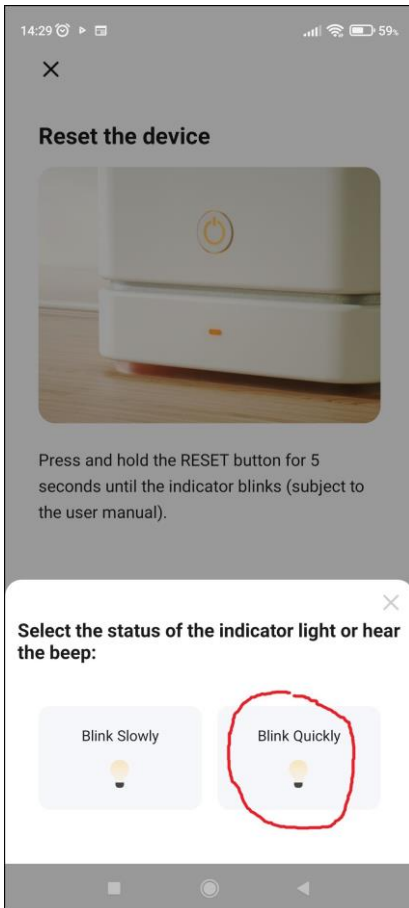 14:29 59%
Reset the device
Press and hold the RESET button for 5
seconds until the indicator blinks (subject to
the user manual).
Select the status of the indicator light or hear
the beep:
Blink Slowly Blink Quickly